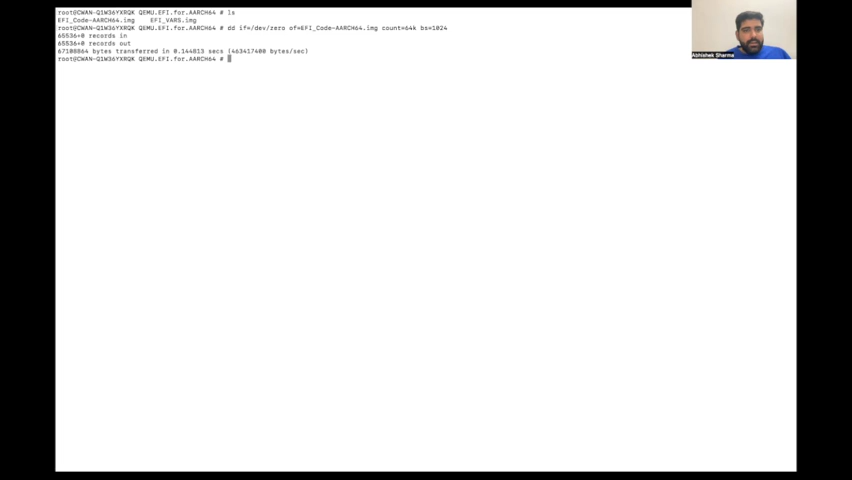 root@CWAN-Q1W36YXRQK QEMU.EFI.for.AARCH64 # ls
EFI_Code-AARCH64.img    EFI_VARS.img
root@CWAN-Q1W36YXRQK QEMU.EFI.for.AARCH64 # dd if=/dev/zero of=EFI_Code-AARCH64.img count=64k bs=1024
65536+0 records in
65536+0 records out
67108864 bytes transferred in 0.144813 secs (463417400 bytes/sec)
root@CWAN-Q1W36YXRQK QEMU.EFI.for.AARCH64 #
Abhishek Sharma